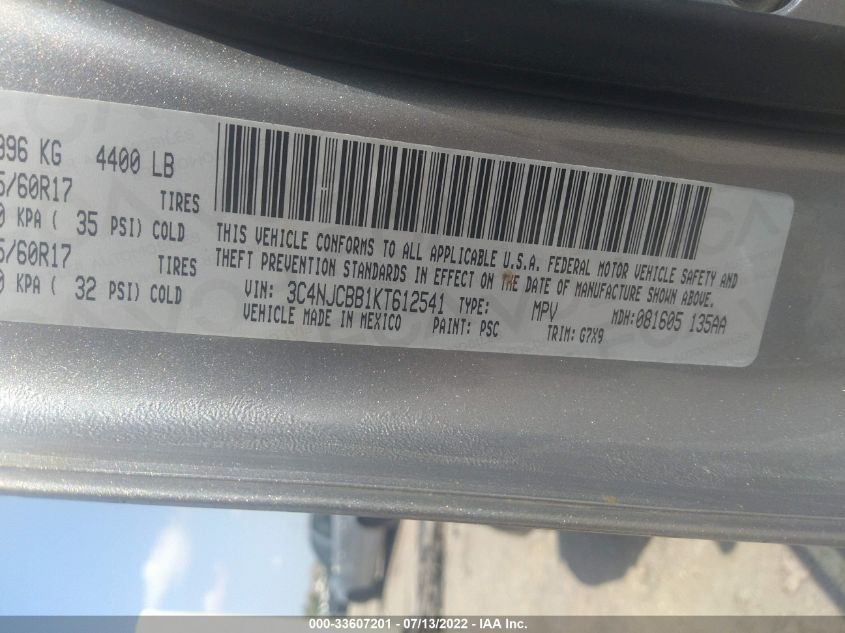 996 KG 4400 LB
5/60R17 TIRES
0 KPA ( 35 PSI) COLD
5/60R17 TIRES
0 KPA ( 32 PSI) COLD
THIS VEHICLE CONFORMS TO ALL APPLICABLE U.S.A. FEDERAL MOTOR VEHICLE SAFETY AND
THEFT PREVENTION STANDARDS IN EFFECT ON THE DATE OF MANUFACTURE SHOWN ABOVE.
VIN: 3C4NJCBB1KT612541 TYPE: MPV MDH:081605 135AA
VEHICLE MADE IN MEXICO PAINT: PSC TRIM: G7X9
000-33607201 - 07/13/2022 - IAA Inc.